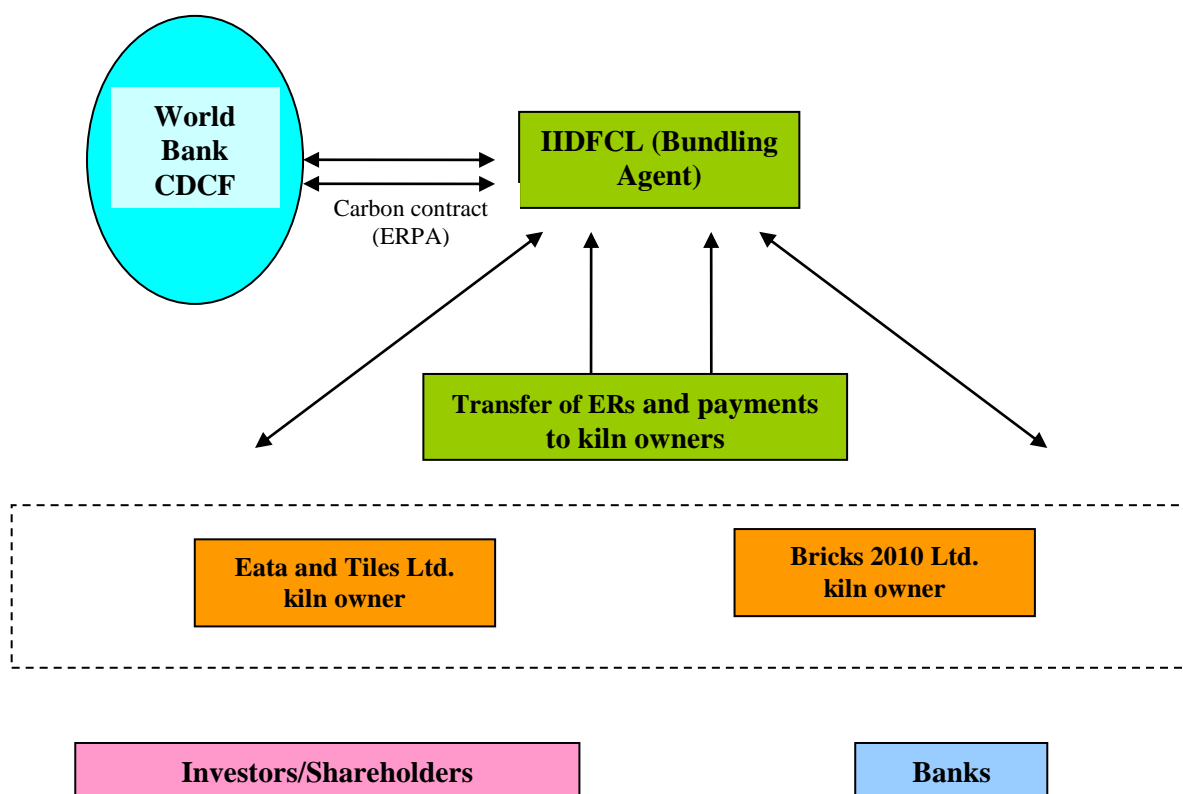 World
Bank
CDCF
IIDFCL (Bundling
Agent)
Carbon contract
(ERPA)
Transfer of ERs and payments
to kiln owners
Eata and Tiles Ltd.
kiln owner
Bricks 2010 Ltd.
kiln owner
Investors/Shareholders
Banks